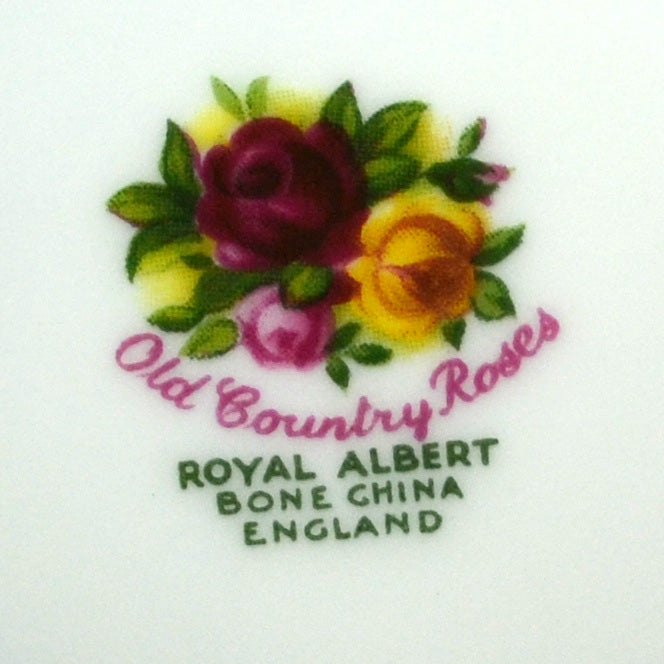 Old Country Roses
ROYAL ALBERT
BONE CHINA
ENGLAND